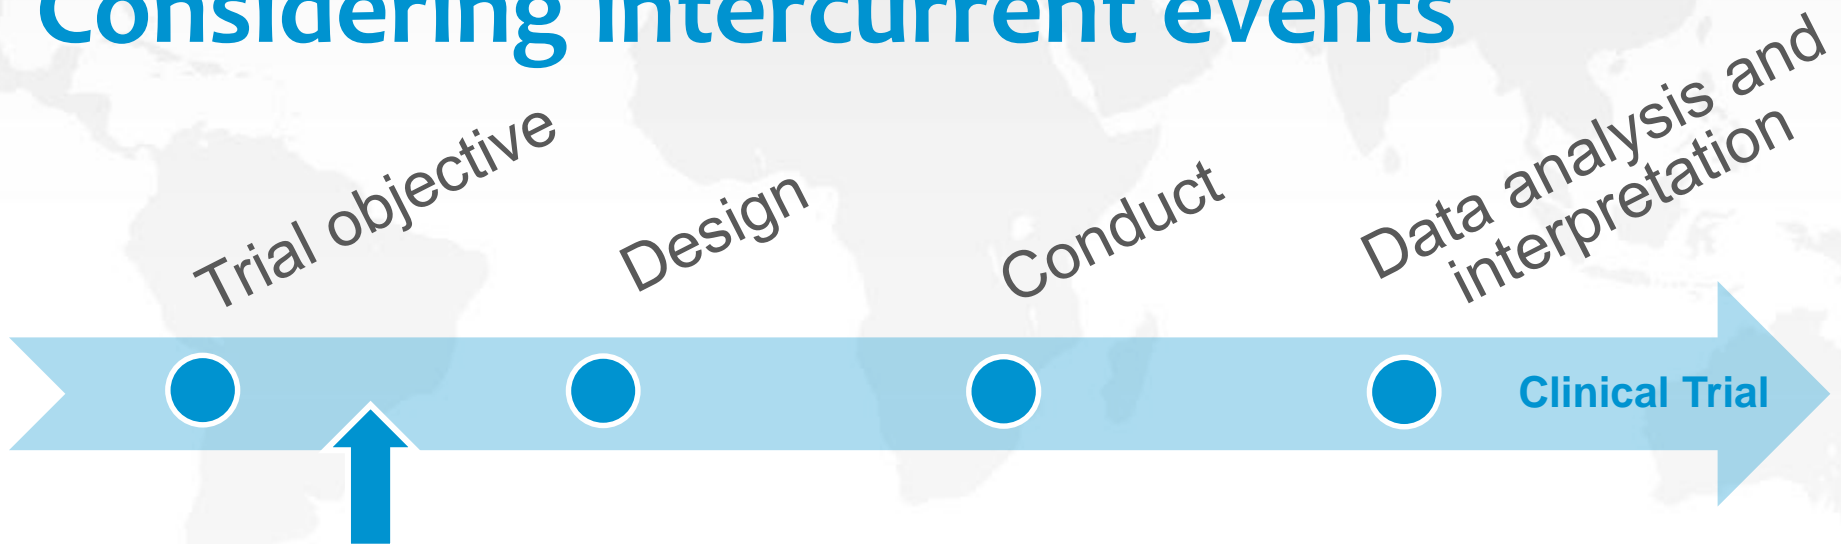 Considering intercurrent events
Trial objective
Design
Conduct
Data analysis and
interpretation
Clinical Trial